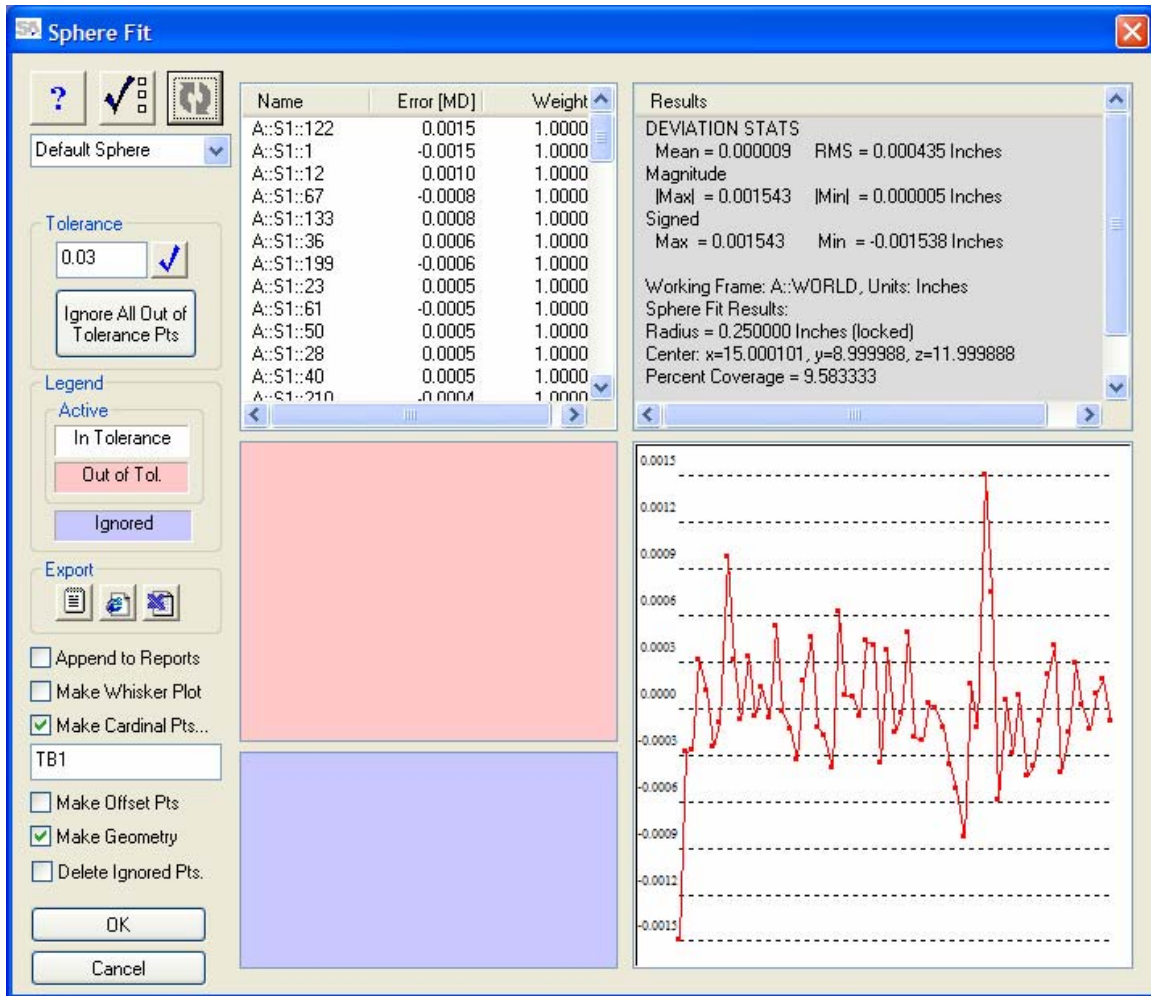 SA Sphere Fit
?
Default Sphere
Tolerance
0.03
Ignore All Out of
Tolerance Pts
Legend
Active
In Tolerance
Out of Tol.
Ignored
Export
Append to Reports
Make Whisker Plot
Make Cardinal Pts...
TB1
Make Offset Pts
Make Geometry
Delete Ignored Pts.
OK
Cancel
Name Error [MD] Weight
A::S1::122 0.0015 1.0000
A::S1::1 -0.0015 1.0000
A::S1::12 0.0010 1.0000
A::S1::67 -0.0008 1.0000
A::S1::133 0.0008 1.0000
A::S1::36 0.0006 1.0000
A::S1::199 -0.0006 1.0000
A::S1::23 0.0005 1.0000
A::S1::61 -0.0005 1.0000
A::S1::50 0.0005 1.0000
A::S1::28 0.0005 1.0000
A::S1::40 0.0005 1.0000
A::S1::210 -0.0004 1.0000
Results
DEVIATION STATS
Mean = 0.000009 RMS = 0.000435 Inches
Magnitude
|Max| = 0.001543 |Min| = 0.000005 Inches
Signed
Max = 0.001543 Min = -0.001538 Inches
Working Frame: A::WORLD, Units: Inches
Sphere Fit Results:
Radius = 0.250000 Inches (locked)
Center: x=15.000101, y=8.999988, z=11.999888
Percent Coverage = 9.583333
0.0015
0.0012
0.0009
0.0006
0.0003
0.0000
-0.0003
-0.0006
-0.0009
-0.0012
-0.0015